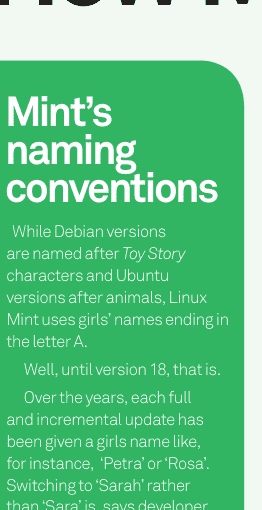 Mint's
naming
conventions
While Debian versions
are named after Toy Story
characters and Ubuntu
versions after animals, Linux
Mint uses girls' names ending in
the letter A.
Well, until version 18, that is.
Over the years, each full
and incremental update has
been given a girls name like,
for instance, 'Petra' or 'Rosa'.
Switching to 'Sarah' rather
than 'Sara' is, says developer